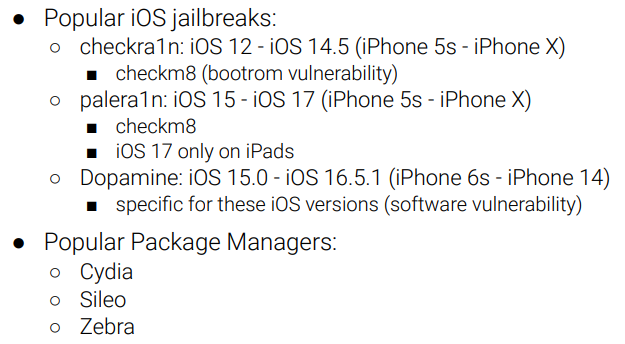 ● Popular iOS jailbreaks:
○ checkra1n: iOS 12 - iOS 14.5 (iPhone 5s - iPhone X)
■ checkm8 (bootrom vulnerability)
○ palera1n: iOS 15 - iOS 17 (iPhone 5s - iPhone X)
■ checkm8
■ iOS 17 only on iPads
○ Dopamine: iOS 15.0 - iOS 16.5.1 (iPhone 6s - iPhone 14)
■ specific for these iOS versions (software vulnerability)
● Popular Package Managers:
○ Cydia
○ Sileo
○ Zebra